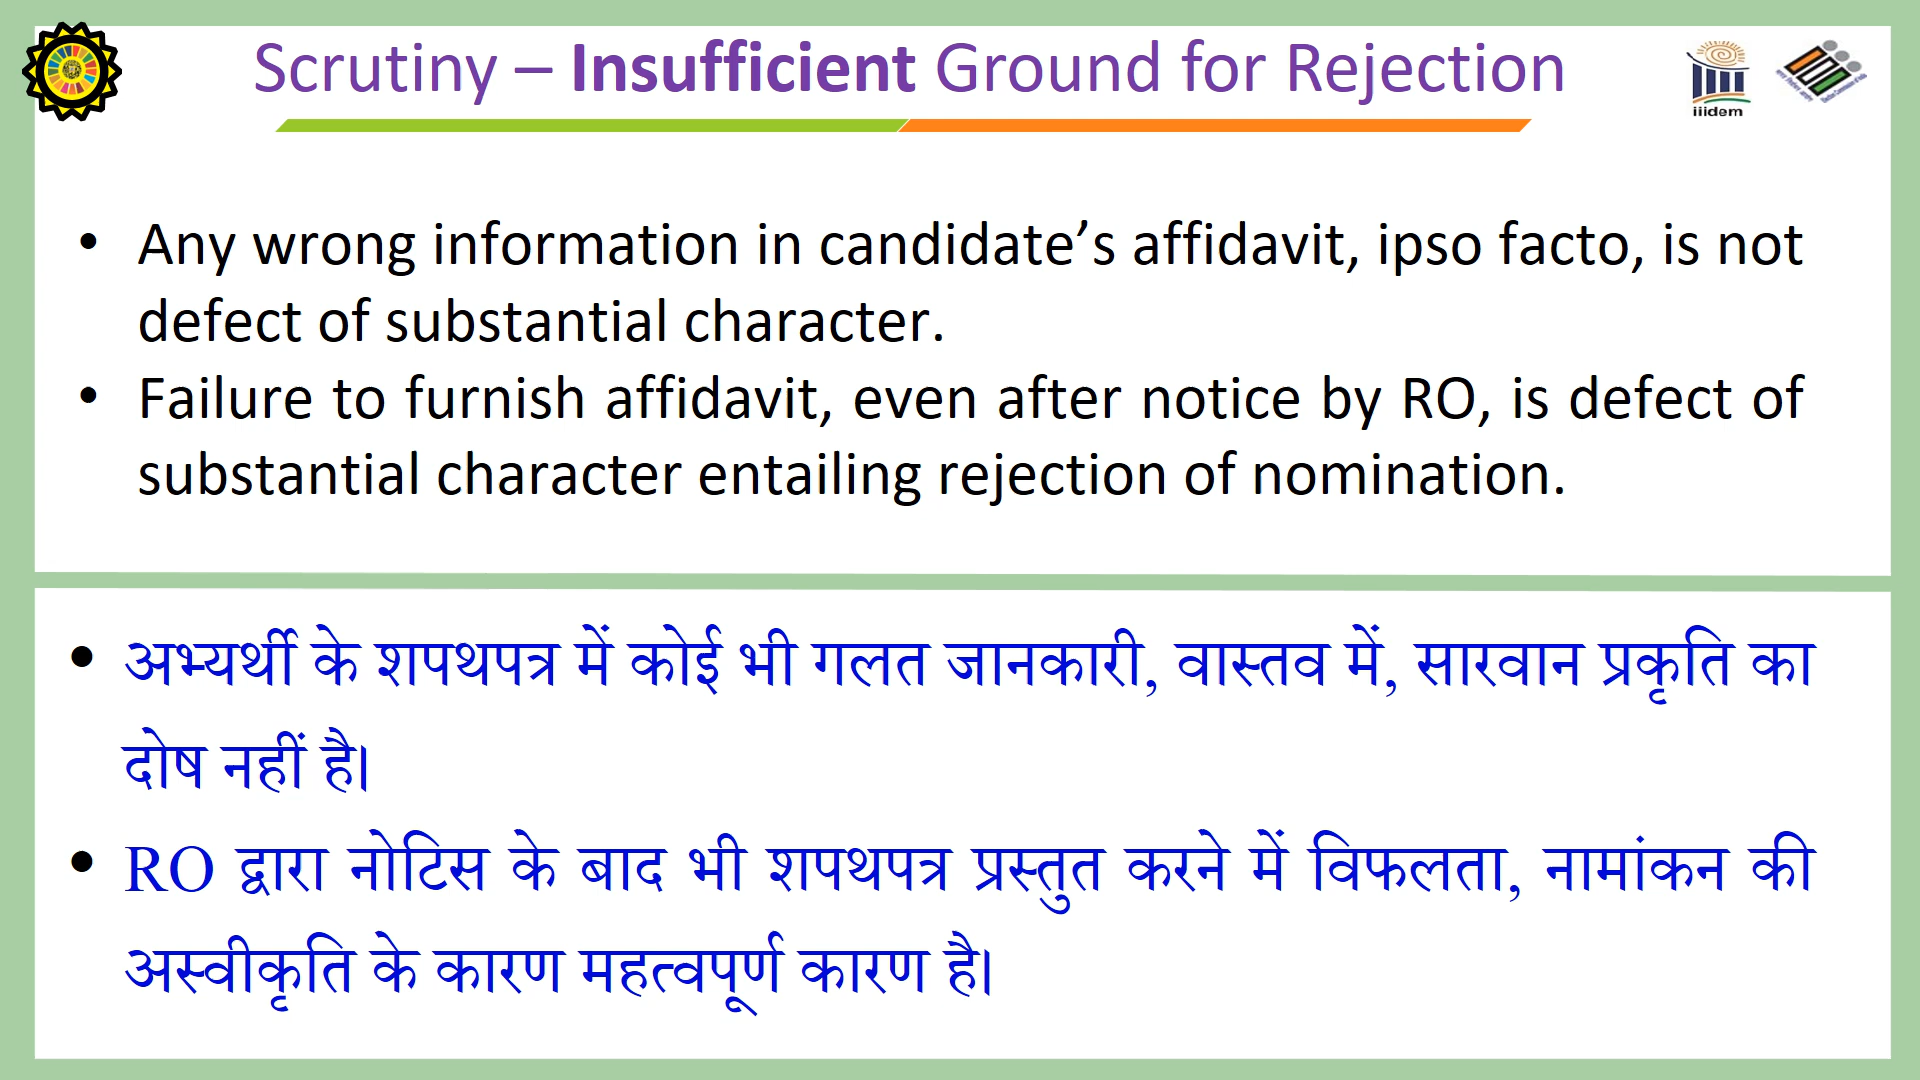 Scrutiny – Insufficient Ground for Rejection
iiidem
• Any wrong information in candidate’s affidavit, ipso facto, is not
defect of substantial character.
• Failure to furnish affidavit, even after notice by RO, is defect of
substantial character entailing rejection of nomination.
• अभ्यर्थी के शपथपत्र में कोई भी गलत जानकारी, वास्तव में, सारवान प्रकृति का
दोष नहीं है।
• RO द्वारा नोटिस के बाद भी शपथपत्र प्रस्तुत करने में विफलता, नामांकन की
अस्वीकृति के कारण महत्वपूर्ण कारण है।